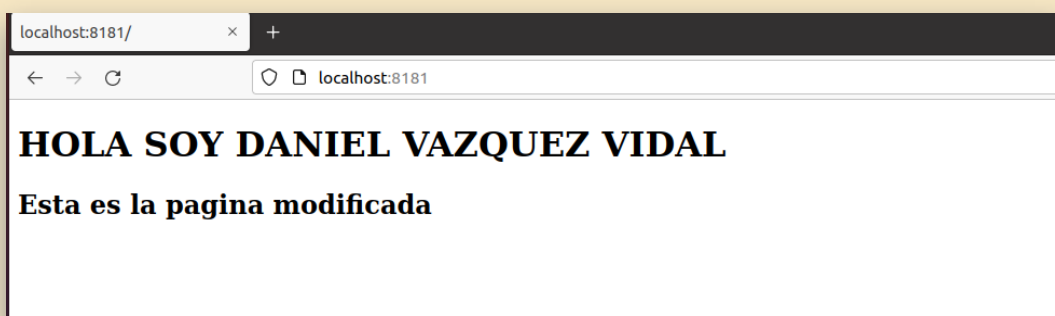 localhost:8181/
localhost:8181
HOLA SOY DANIEL VAZQUEZ VIDAL
Esta es la pagina modificada